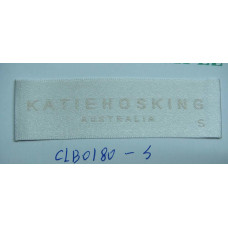 KATIEHOSKING
AUSTRALIA
S
CLB0180 - S